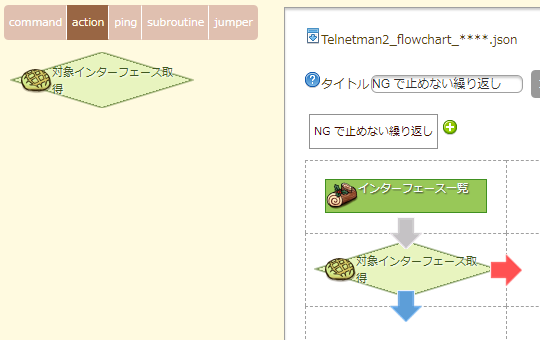 command action ping subroutine jumper
対象インターフェース取
得
Telnetman2_flowchart_****.json
タイトル NG で止めない繰り返し
NG で止めない繰り返し
インターフェース一覧
対象インターフェース取
得